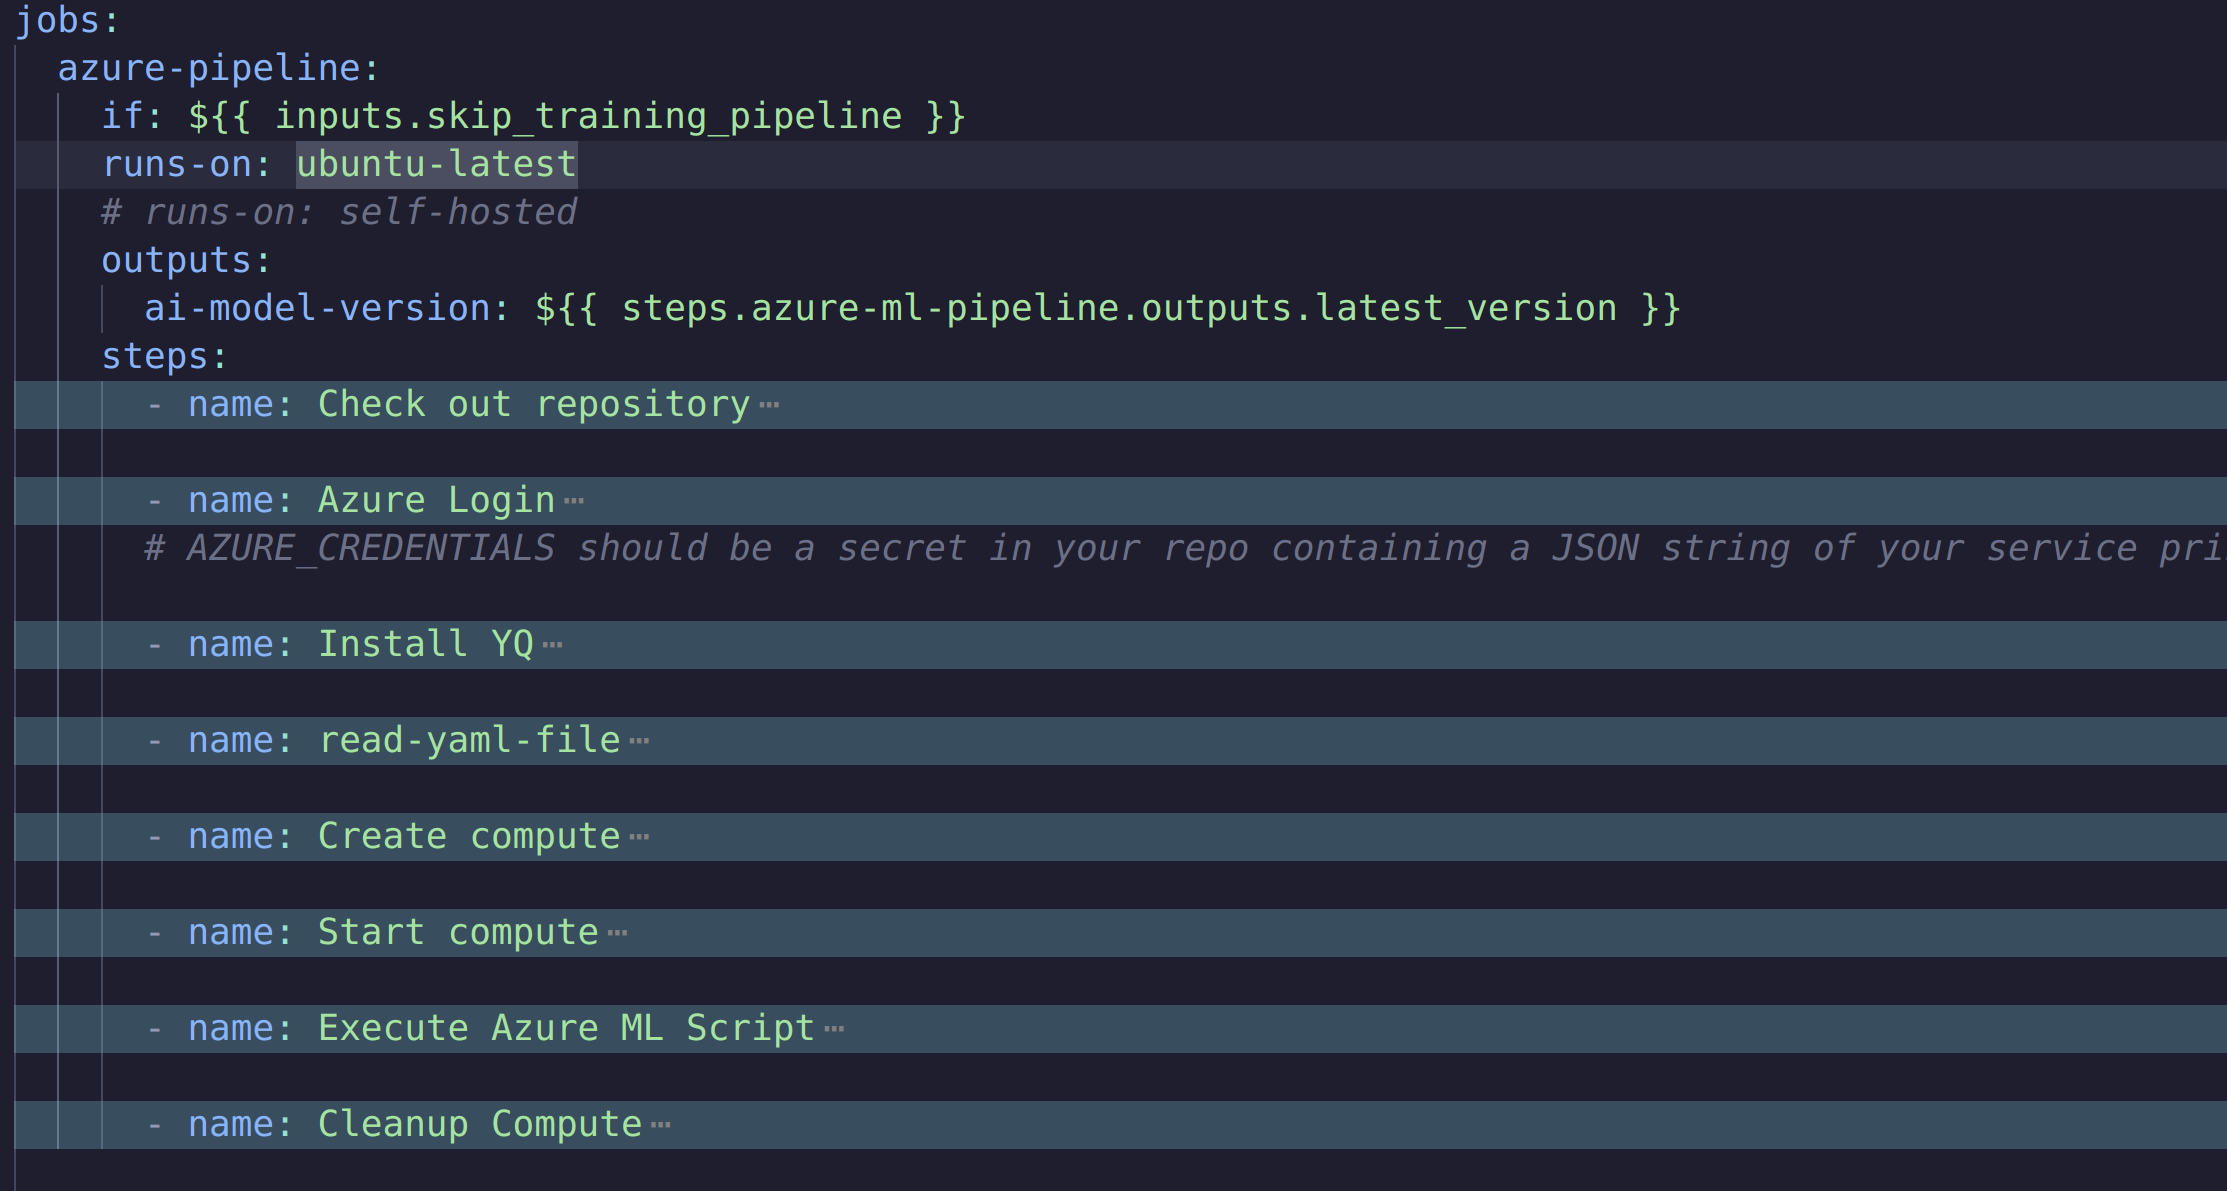 jobs:
  azure-pipeline:
    if: ${{ inputs.skip_training_pipeline }}
    runs-on: ubuntu-latest
    # runs-on: self-hosted
    outputs:
      ai-model-version: ${{ steps.azure-ml-pipeline.outputs.latest_version }}
    steps:
      - name: Check out repository ⋯
      - name: Azure Login ⋯
      # AZURE_CREDENTIALS should be a secret in your repo containing a JSON string of your service
      - name: Install YQ ⋯
      - name: read-yaml-file ⋯
      - name: Create compute ⋯
      - name: Start compute ⋯
      - name: Execute Azure ML Script ⋯
      - name: Cleanup Compute ⋯